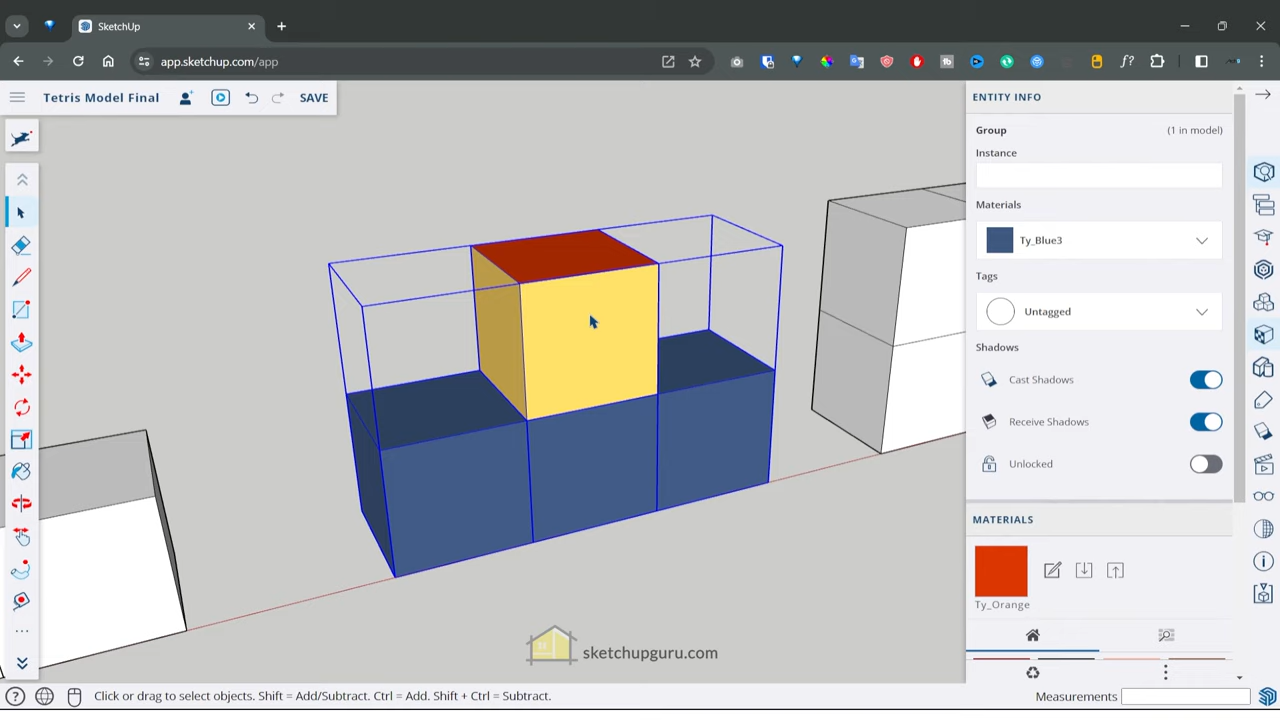 SketchUp
app.sketchup.com/app
Tetris Model Final
SAVE
ENTITY INFO
Group
(1 in model)
Instance
Materials
Ty_Blue3
Tags
Untagged
Shadows
Cast Shadows
Receive Shadows
Unlocked
MATERIALS
Ty_Orange
sketchupguru.com
Click or drag to select objects. Shift = Add/Subtract. Ctrl = Add. Shift + Ctrl = Subtract.
Measurements